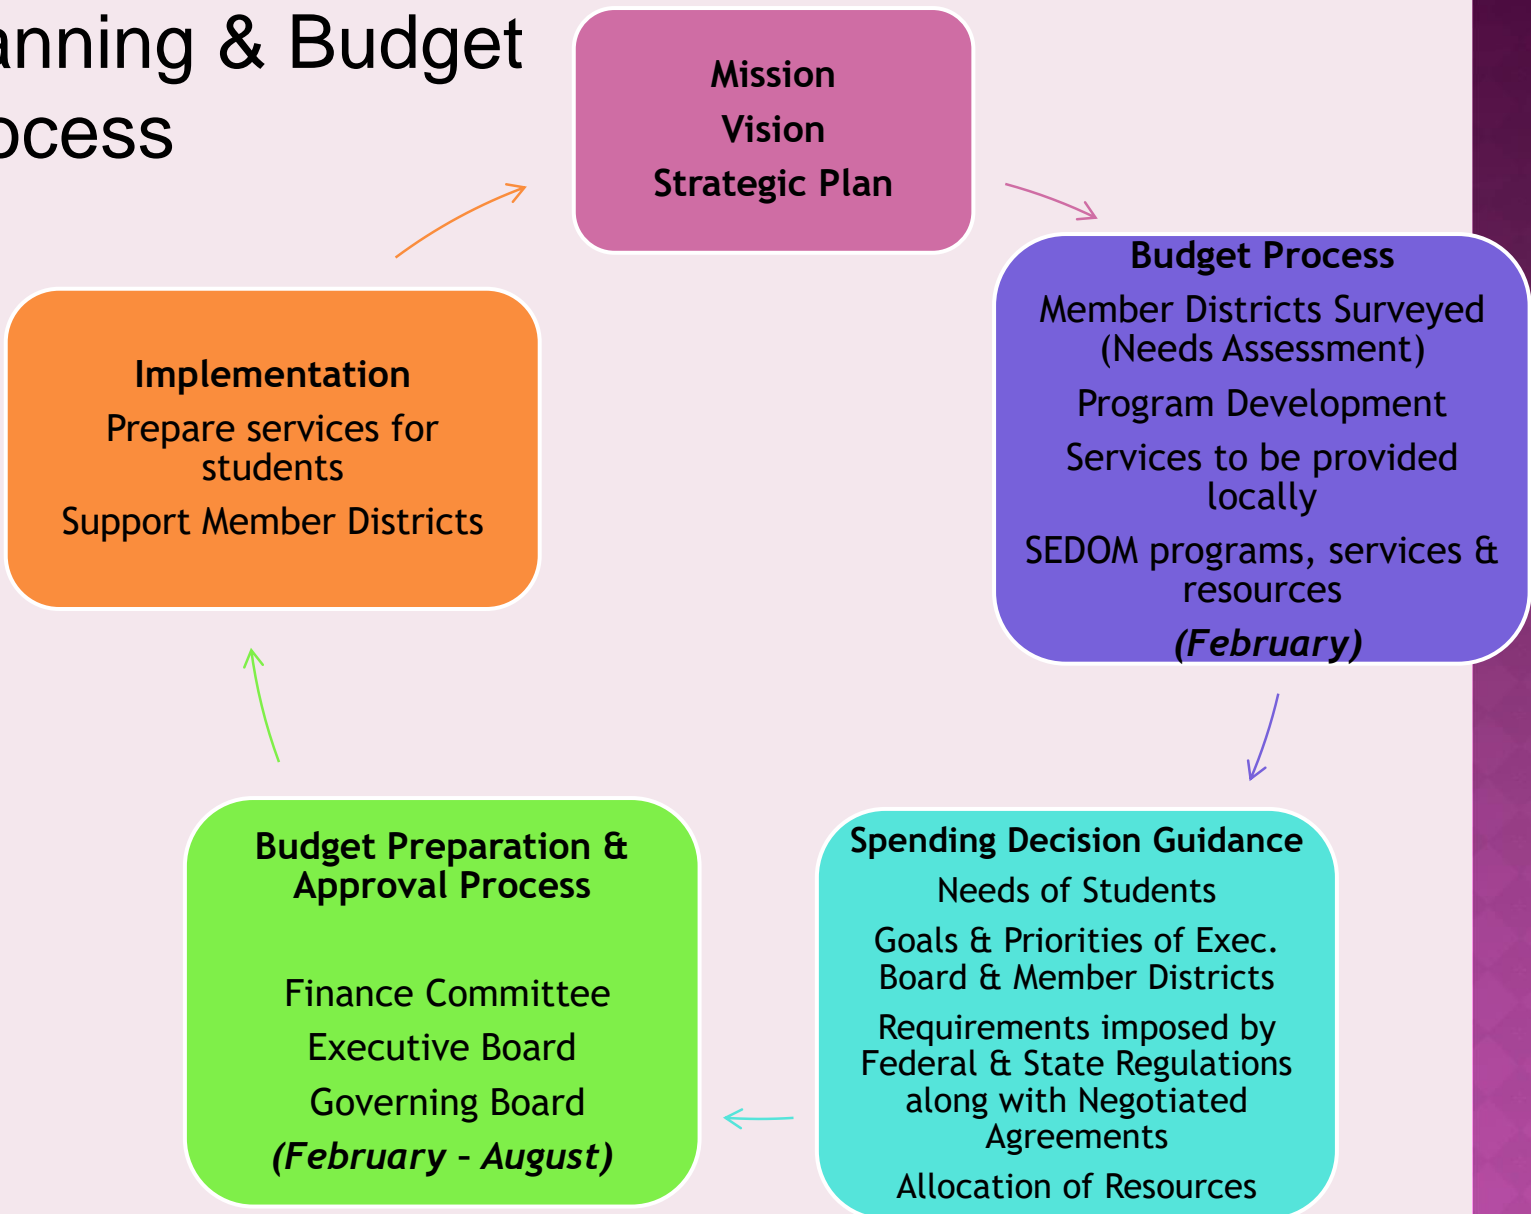 anning & Budget
ocess
Mission
Vision
Strategic Plan
Budget Process
Member Districts Surveyed
(Needs Assessment)
Program Development
Services to be provided
locally
SEDOM programs, services &
resources
(February)
Spending Decision Guidance
Needs of Students
Goals & Priorities of Exec.
Board & Member Districts
Requirements imposed by
Federal & State Regulations
along with Negotiated
Agreements
Allocation of Resources
Budget Preparation &
Approval Process
Finance Committee
Executive Board
Governing Board
(February – August)
Implementation
Prepare services for
students
Support Member Districts